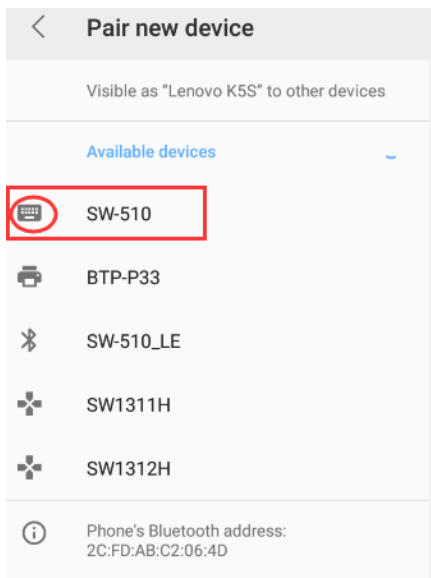 Pair new device
Visible as "Lenovo K5S" to other devices
Available devices
SW-510
BTP-P33
SW-510_LE
SW1311H
SW1312H
Phone's Bluetooth address:
2C:FD:AB:C2:06:4D